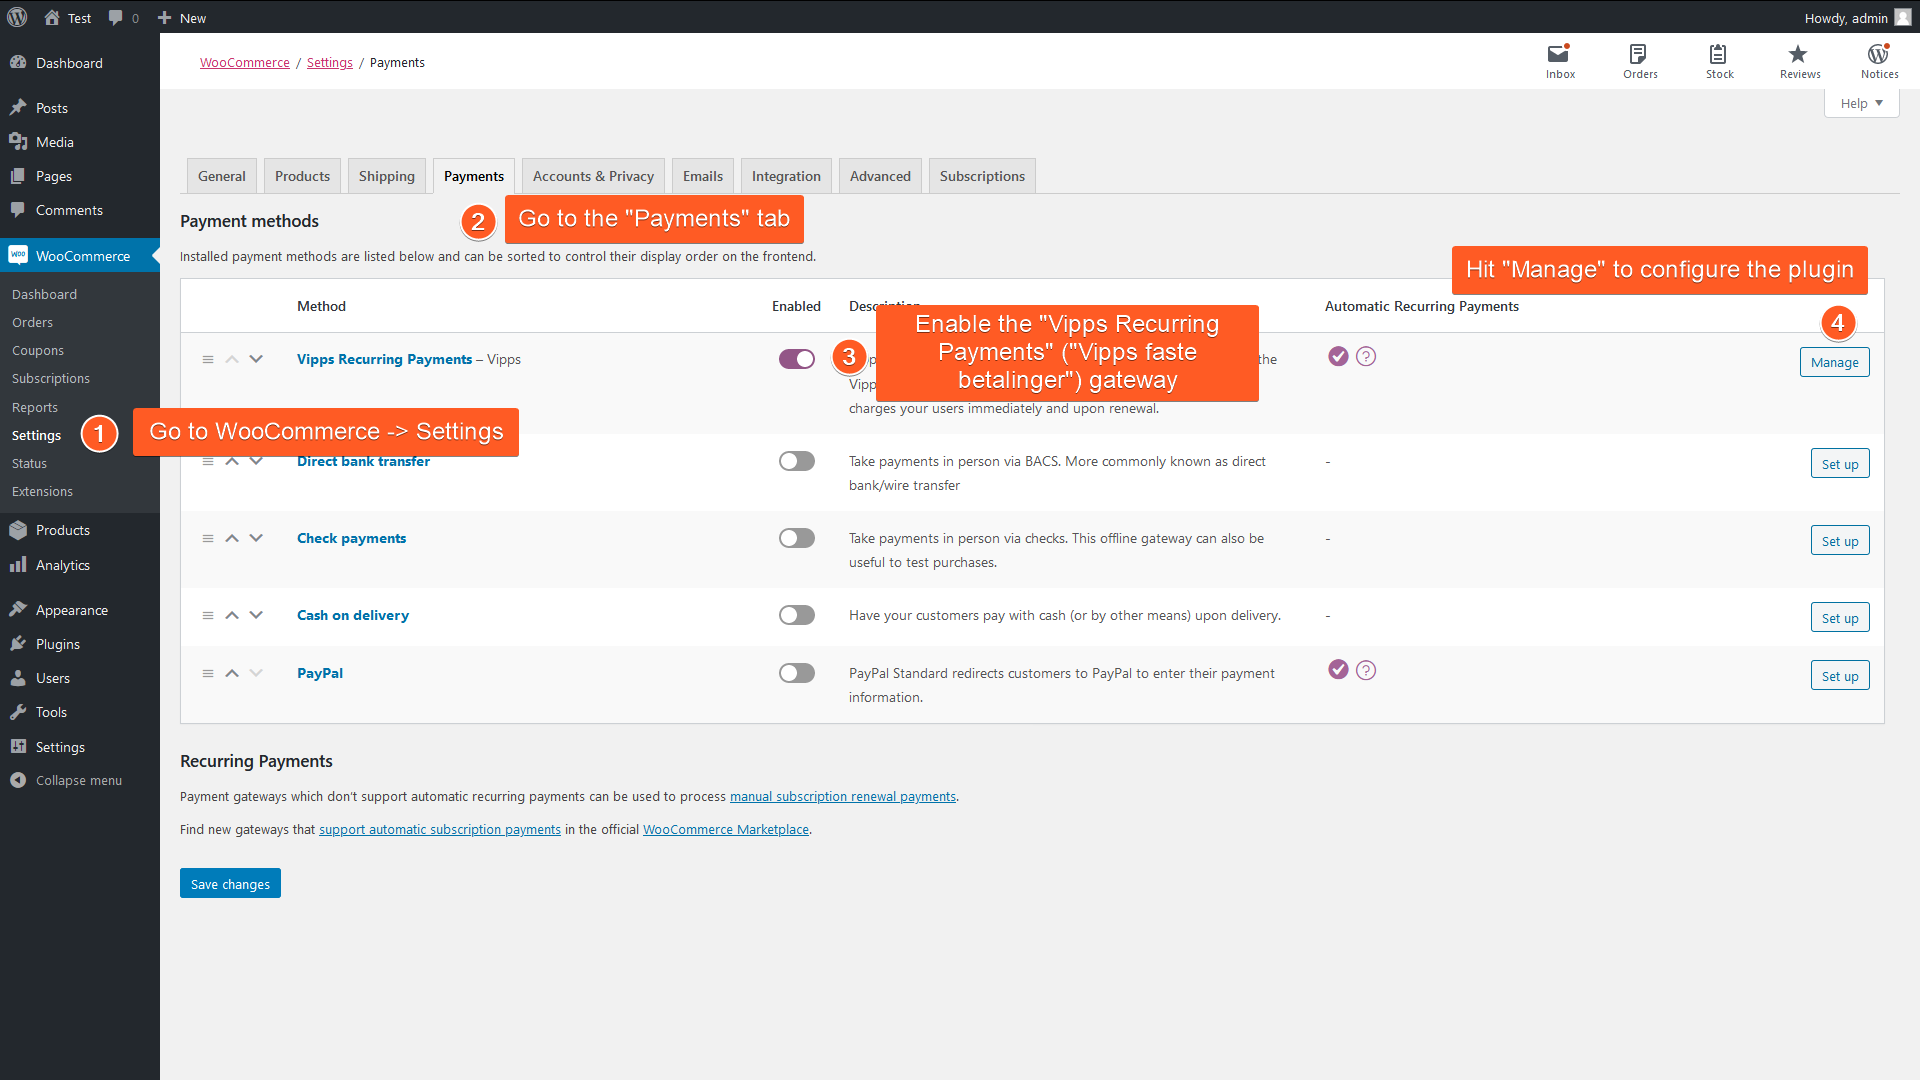 Test
0
New
Howdy, admin
Dashboard
Posts
Media
Pages
Comments
WooCommerce
Dashboard
Orders
Coupons
Subscriptions
Reports
Settings
Status
Extensions
Products
Analytics
Appearance
Plugins
Users
Tools
Settings
Collapse menu
WooCommerce / Settings / Payments
Inbox
Orders
Stock
Reviews
Notices
Help
General
Products
Shipping
Payments
Accounts & Privacy
Emails
Integration
Advanced
Subscriptions
Payment methods
2
Go to the "Payments" tab
Installed payment methods are listed below and can be sorted to control their display order on the frontend.
Hit "Manage" to configure the plugin
4
Method
Enabled
Description
Automatic Recurring Payments
Vipps Recurring Payments – Vipps
3
Enable the "Vipps Recurring
Payments" ("Vipps faste
betalinger") gateway
the
Vipp
charges your users immediately and upon renewal.
?
Manage
1
Go to WooCommerce -> Settings
Direct bank transfer
Take payments in person via BACS. More commonly known as direct
bank/wire transfer
-
Set up
Check payments
Take payments in person via checks. This offline gateway can also be
useful to test purchases.
-
Set up
Cash on delivery
Have your customers pay with cash (or by other means) upon delivery.
-
Set up
PayPal
PayPal Standard redirects customers to PayPal to enter their payment
information.
?
Set up
Recurring Payments
Payment gateways which don't support automatic recurring payments can be used to process manual subscription renewal payments.
Find new gateways that support automatic subscription payments in the official WooCommerce Marketplace.
Save changes